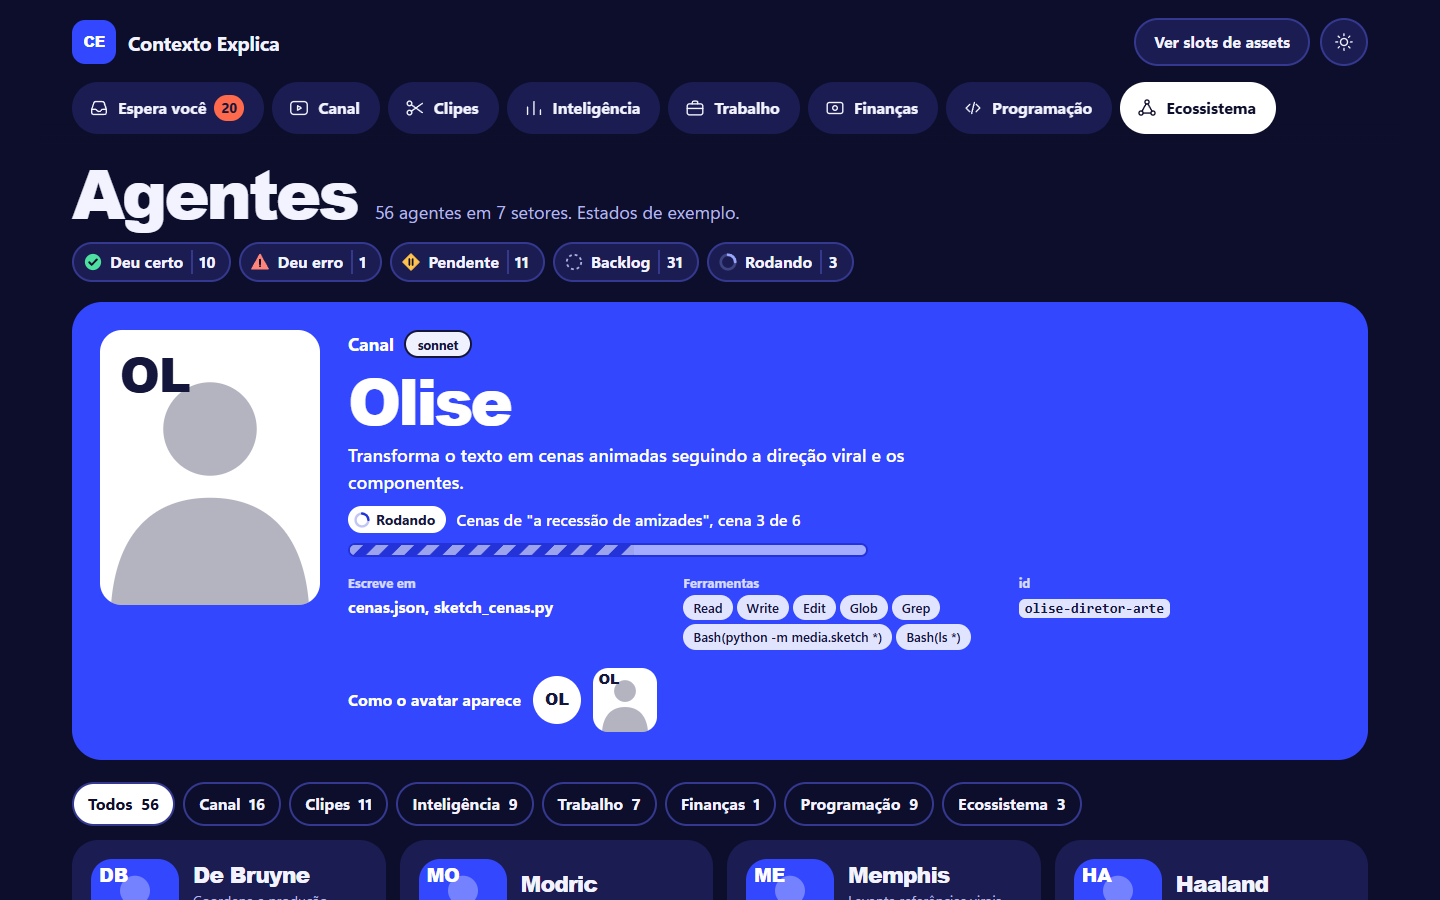 CE Contexto Explica
Ver slots de assets
Espera você 20
Canal
Clipes
Inteligência
Trabalho
Finanças
Programação
Ecossistema
Agentes
56 agentes em 7 setores. Estados de exemplo.
Deu certo 10
Deu erro 1
Pendente 11
Backlog 31
Rodando 3
OL
Canal sonnet
Olise
Transforma o texto em cenas animadas seguindo a direção viral e os
componentes.
Rodando Cenas de "a recessão de amizades", cena 3 de 6
Escreve em
cenas.json, sketch_cenas.py
Ferramentas
Read Write Edit Glob Grep
Bash(python -m media.sketch *) Bash(ls *)
id
olise-diretor-arte
Como o avatar aparece OL OL
Todos 56
Canal 16
Clipes 11
Inteligência 9
Trabalho 7
Finanças 1
Programação 9
Ecossistema 3
DB De Bruyne
MO Modric
ME Memphis
HA Haaland